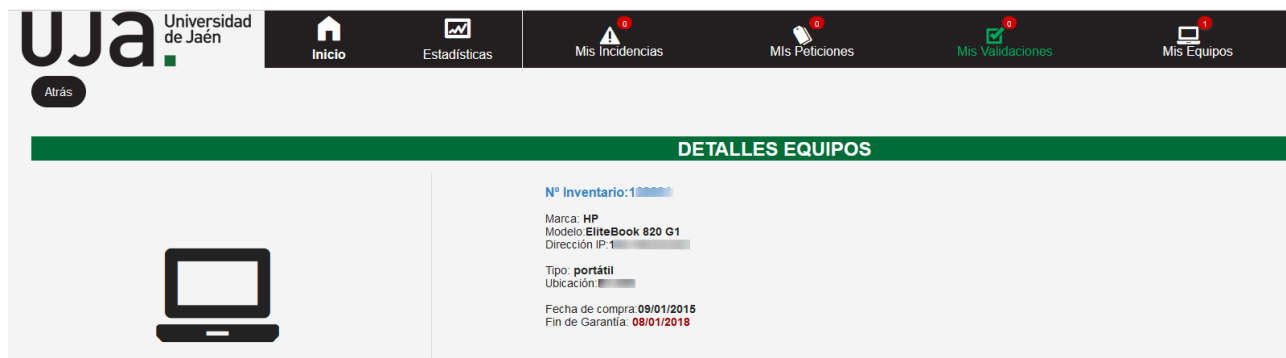 uja. Universidad de Jaén
Inicio
Estadísticas
0
Mis Incidencias
0
MIs Peticiones
0
Mis Validaciones
1
Mis Equipos
Atrás
DETALLES EQUIPOS
Nº Inventario:
Marca: HP
Modelo:EliteBook 820 G1
Dirección IP:
Tipo: portátil
Ubicación:
Fecha de compra:09/01/2015
Fin de Garantía: 08/01/2018